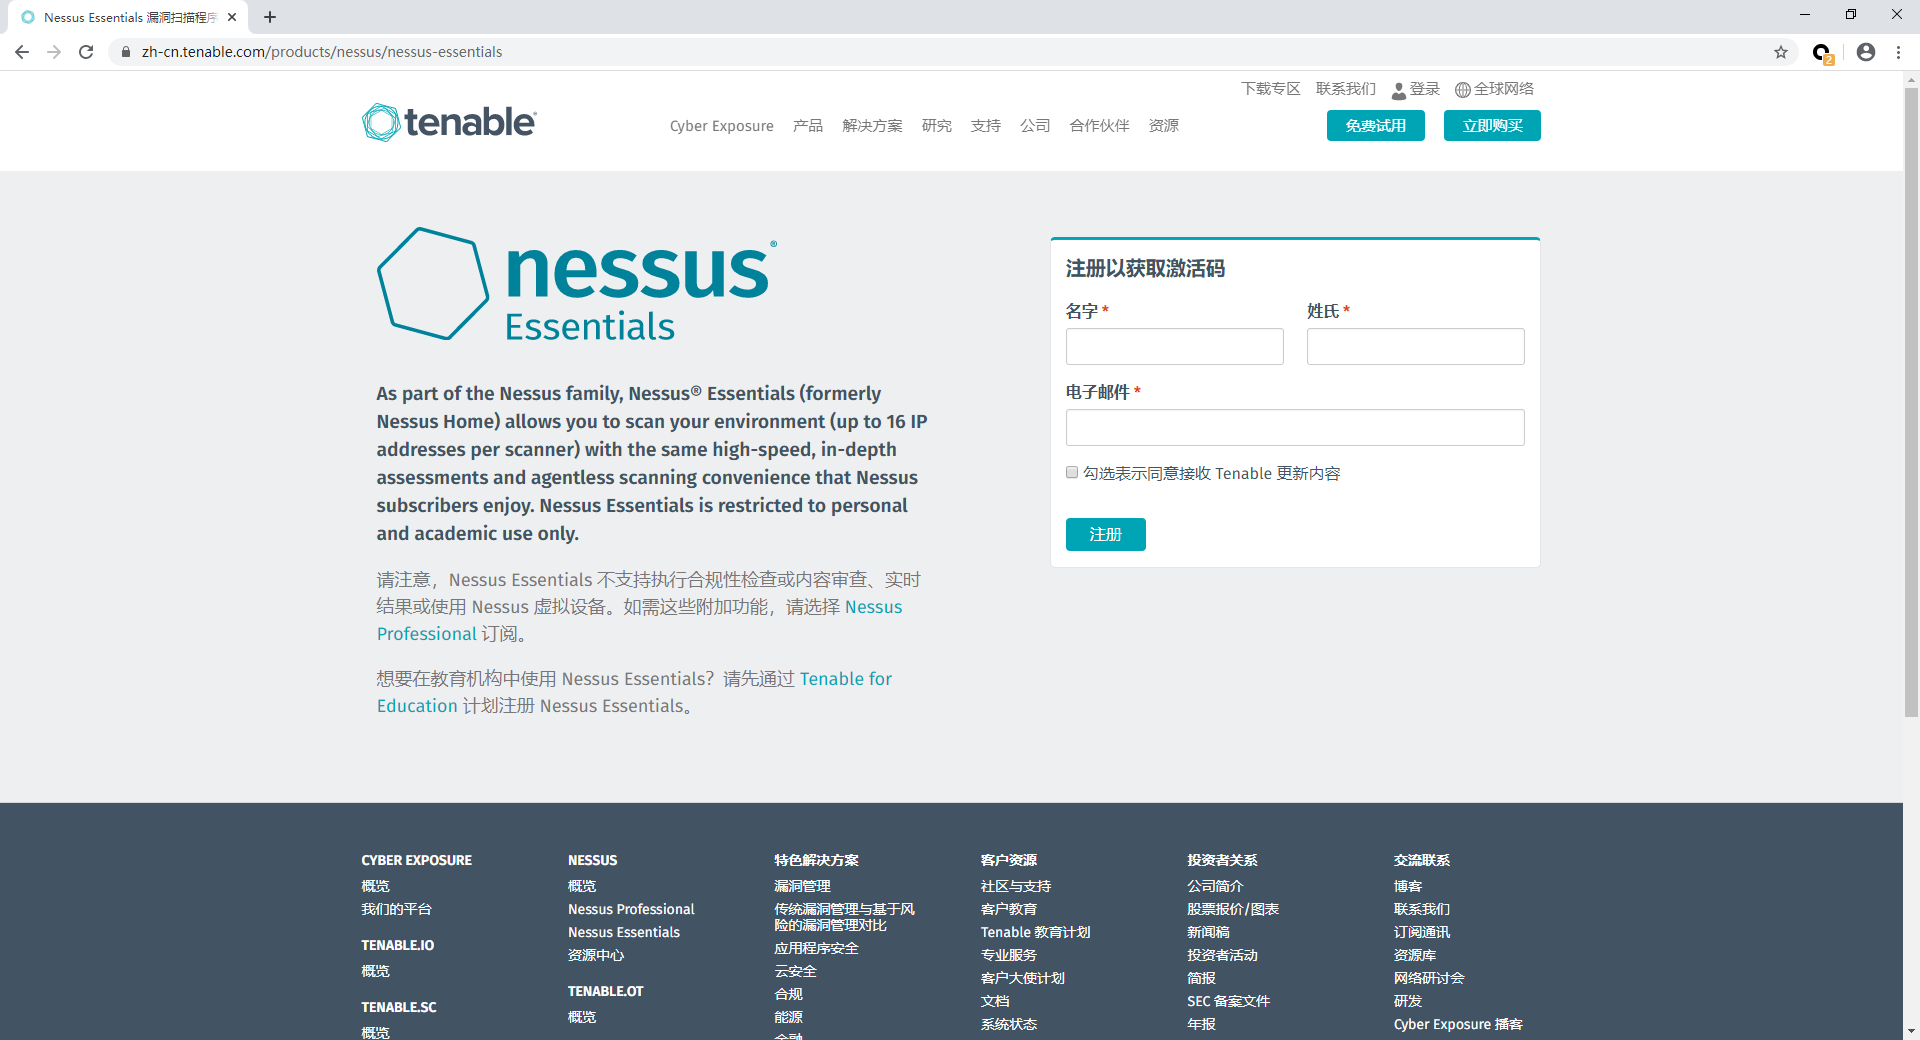 Nessus Essentials 漏洞扫描程序
zh-cn.tenable.com/products/nessus/nessus-essentials
2
下载专区 联系我们 登录 全球网络
tenable
Cyber Exposure 产品 解决方案 研究 支持 公司 合作伙伴 资源
免费试用 立即购买
nessus®
Essentials
As part of the Nessus family, Nessus® Essentials (formerly
Nessus Home) allows you to scan your environment (up to 16 IP
addresses per scanner) with the same high-speed, in-depth
assessments and agentless scanning convenience that Nessus
subscribers enjoy. Nessus Essentials is restricted to personal
and academic use only.
请注意，Nessus Essentials 不支持执行合规性检查或内容审查、实时
结果或使用 Nessus 虚拟设备。如需这些附加功能，请选择 Nessus
Professional 订阅。
想要在教育机构中使用 Nessus Essentials？请先通过 Tenable for
Education 计划注册 Nessus Essentials。
注册以获取激活码
名字 * 姓氏 *
电子邮件 *
勾选表示同意接收 Tenable 更新内容
注册
CYBER EXPOSURE
概览
我们的平台
TENABLE.IO
概览
TENABLE.SC
概览
NESSUS
概览
Nessus Professional
Nessus Essentials
资源中心
TENABLE.OT
概览
特色解决方案
漏洞管理
传统漏洞管理与基于风
险的漏洞管理对比
应用程序安全
云安全
合规
能源
金融
客户资源
社区与支持
客户教育
Tenable 教育计划
专业服务
客户大使计划
文档
系统状态
投资者关系
公司简介
股票报价/图表
新闻稿
投资者活动
简报
SEC 备案文件
年报
交流联系
博客
联系我们
订阅通讯
资源库
网络研讨会
研发
Cyber Exposure 播客